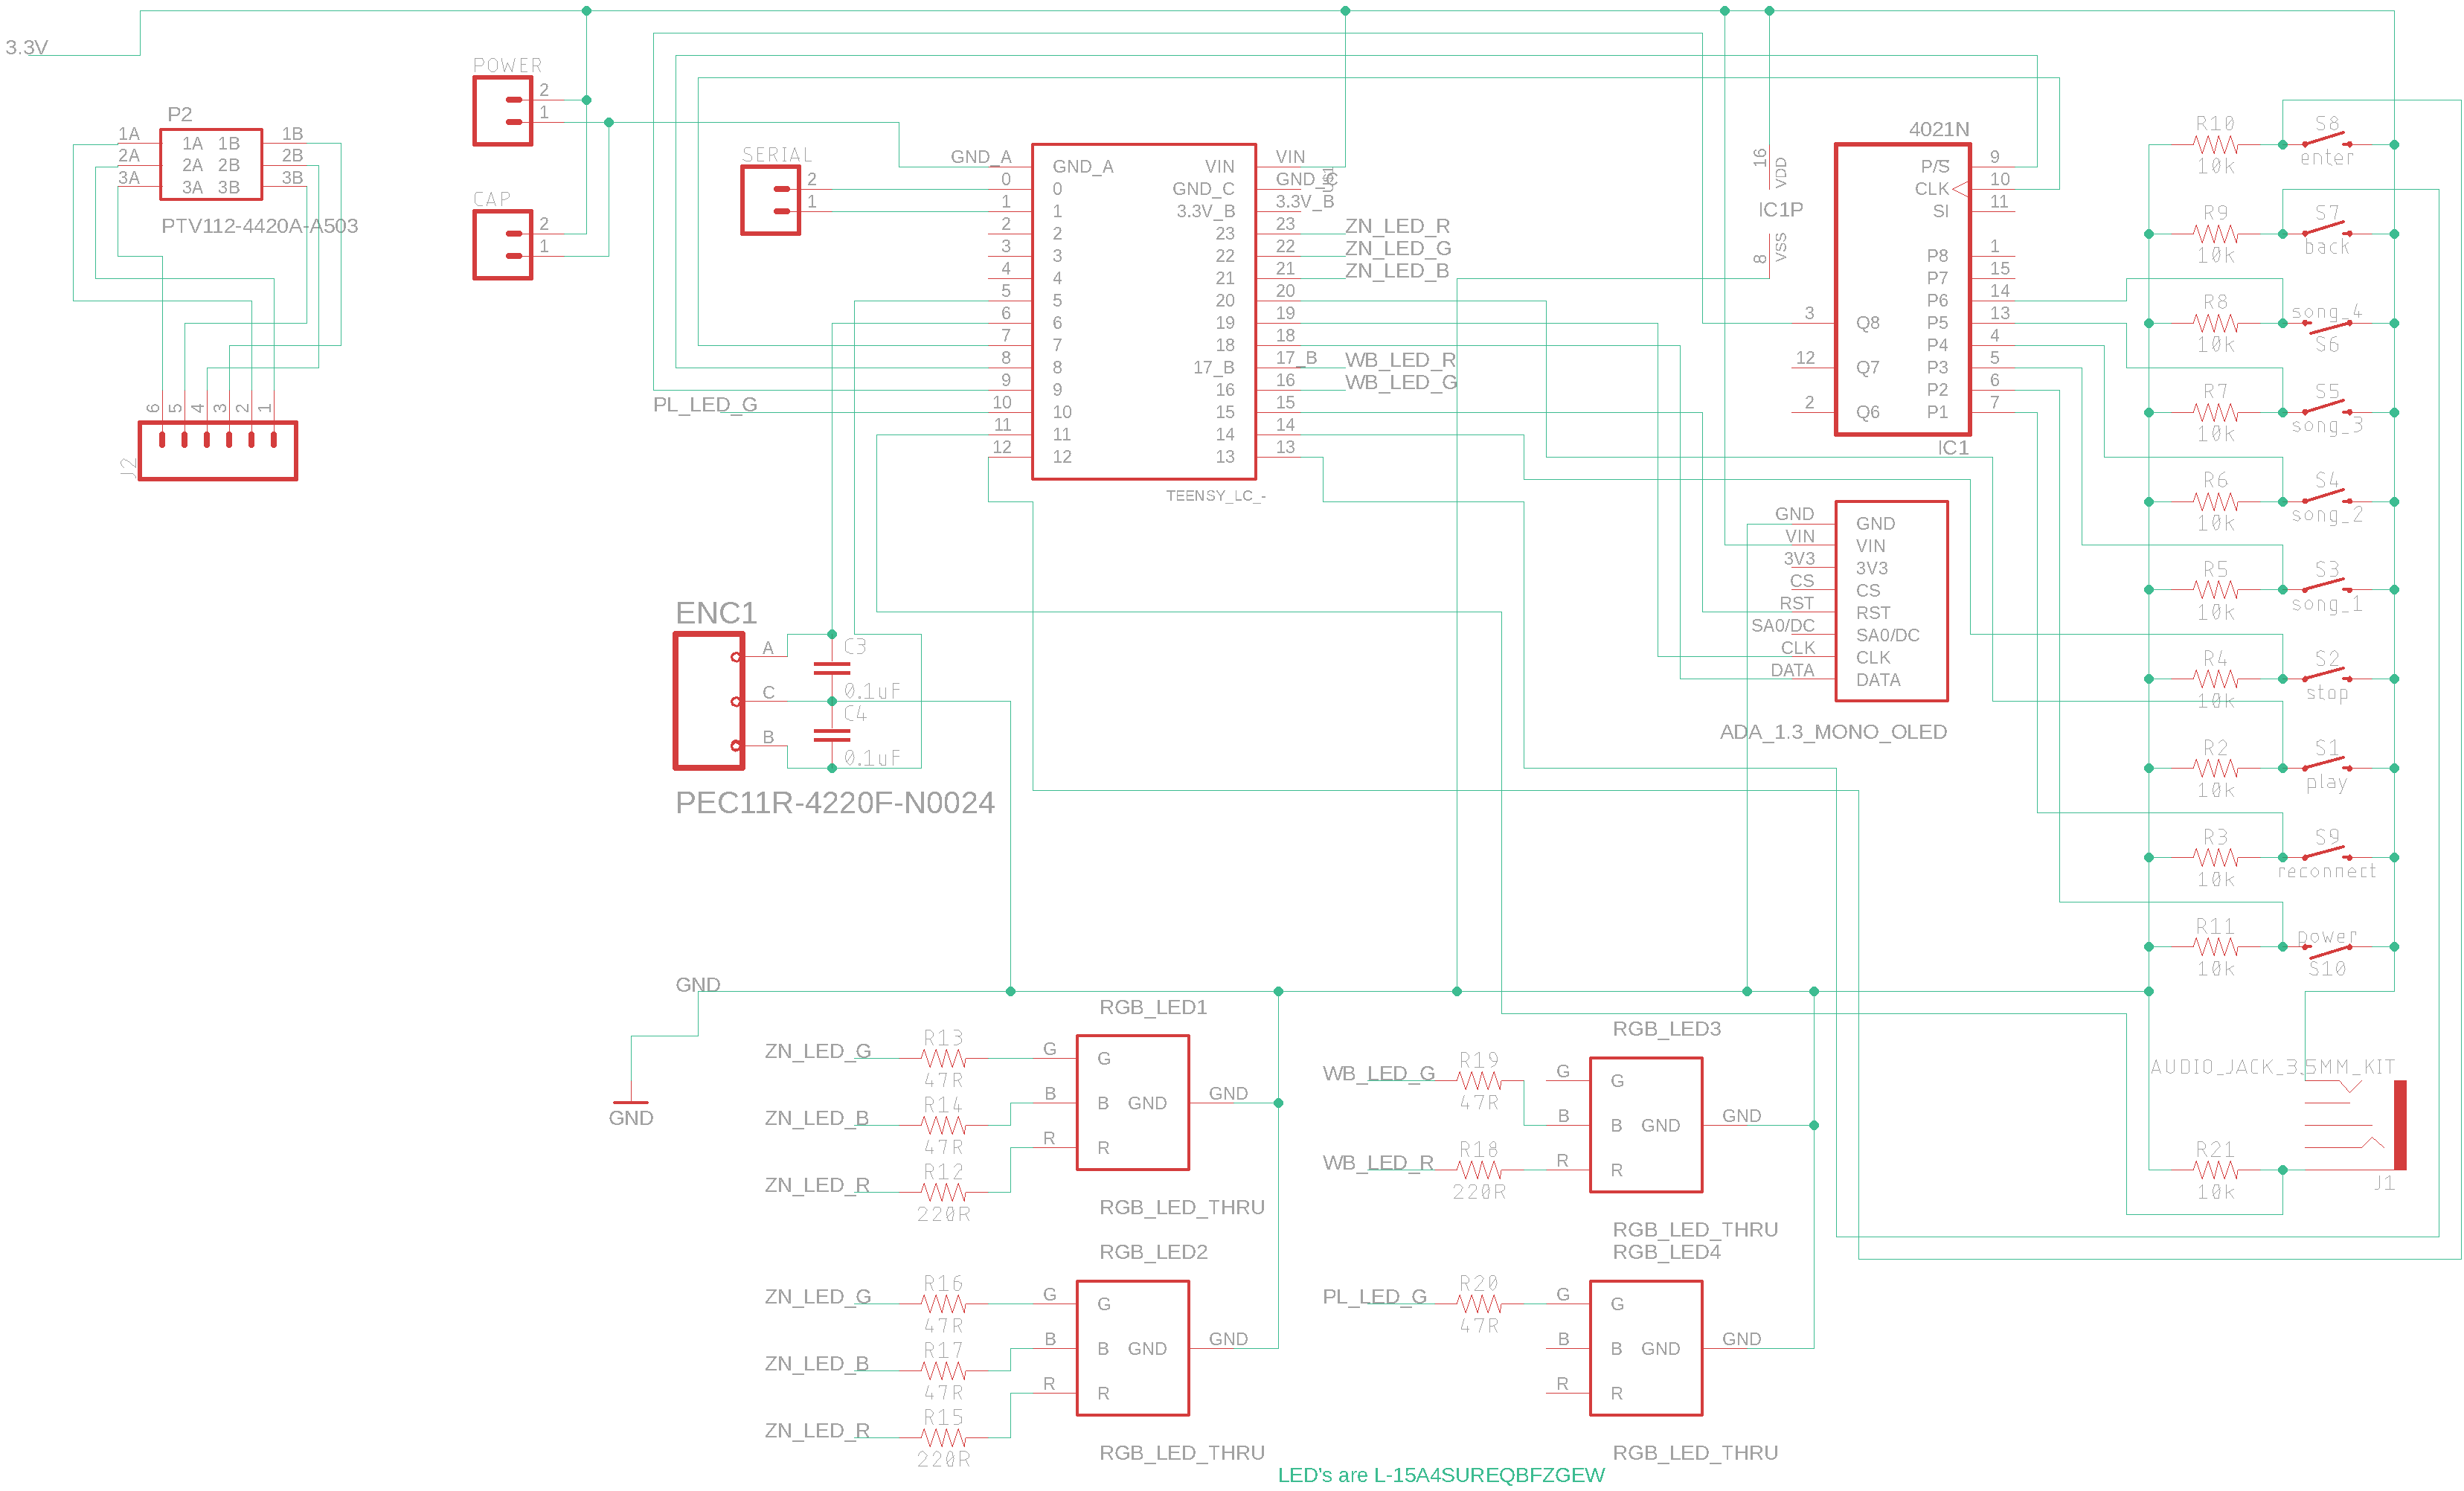 3.3V
P2
1A 1A 1B 1B
2A 2A 2B 2B
3A 3A 3B 3B
PTV112-4420A-A503
6 5 4 3 2 1
J2
POWER
2
1
CAP
2
1
SERIAL
2
1
GND_A GND_A VIN VIN
0 0 GND_C GND_C
1 1 3.3V_B 3.3V_B
2 2 23 23 ZN_LED_R
3 3 22 22 ZN_LED_G
4 4 21 21 ZN_LED_B
5 5 20 20
6 6 19 19
7 7 18 18
8 8 17_B 17_B WB_LED_R
9 9 16 16 WB_LED_G
PL_LED_G 10 10 15 15
11 11 14 14
12 12 13 13
TEENSY_LC_-
16 VDD
IC1P
8 VSS
4021N
P/S 9
CLK 10
SI 11
P8 1
P7 15
P6 14
3 Q8 P5 13
P4 4
12 Q7 P3 5
P2 6
2 Q6 P1 7
IC1
GND GND
VIN VIN
3V3 3V3
CS CS
RST RST
SA0/DC SA0/DC
CLK CLK
DATA DATA
ADA_1.3_MONO_OLED
R10 S8
10k enter
R9 S7
10k back
R8 song_4
10k S6
R7 S5
10k song_3
R6 S4
10k song_2
R5 S3
10k song_1
R4 S2
10k stop
R2 S1
10k play
R3 S9
10k reconnect
R11 power
10k S10
AUDIO_JACK_3.5MM_KIT
R21
10k
J1
ENC1
A C3
0.1uF
C C4
B 0.1uF
PEC11R-4220F-N0024
GND
GND
RGB_LED1
ZN_LED_G R13 G G
47R
ZN_LED_B R14 B B GND GND
47R
ZN_LED_R R12 R R
220R
RGB_LED_THRU
RGB_LED2
ZN_LED_G R16 G G
47R
ZN_LED_B R17 B B GND GND
47R
ZN_LED_R R15 R R
220R
RGB_LED_THRU
RGB_LED3
WB_LED_G R19 G G
47R
B B GND GND
WB_LED_R R18 R R
220R
RGB_LED_THRU
RGB_LED4
PL_LED_G R20 G G
47R
B B GND GND
R R
RGB_LED_THRU
LED's are L-15A4SUREQBFZGEW